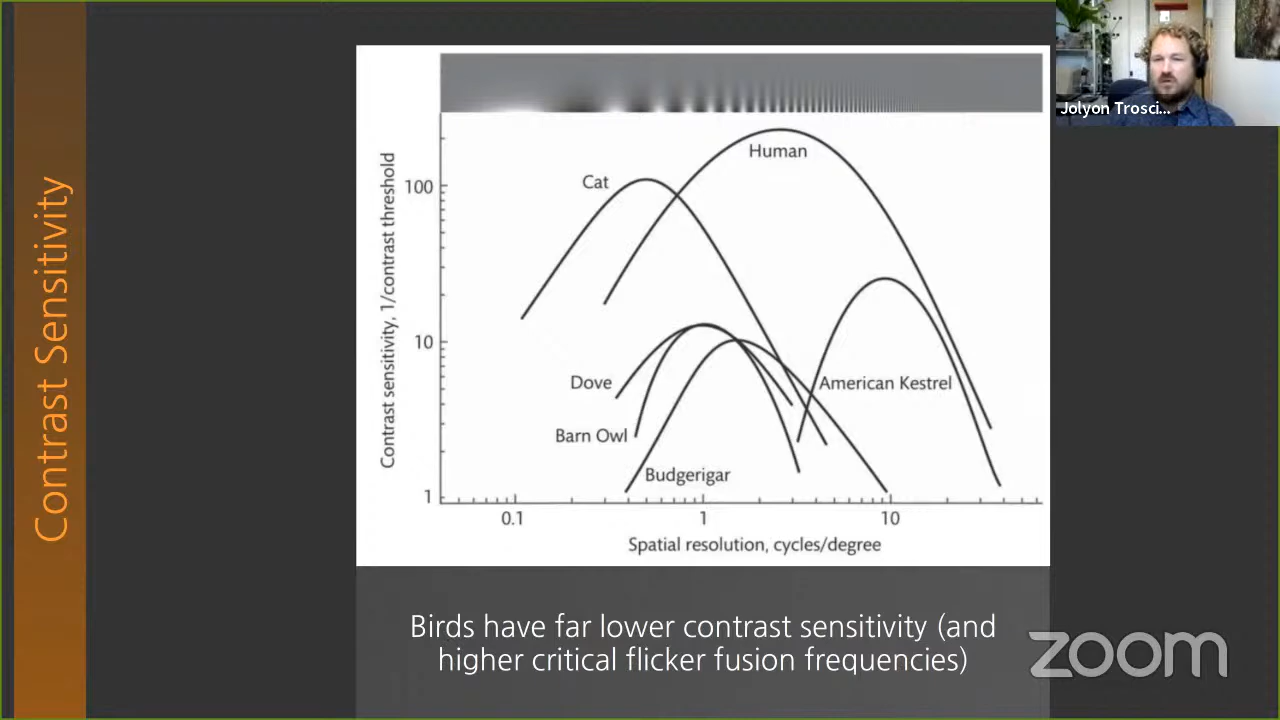 Contrast Sensitivity
Jolyon Trosci...
Human
Cat
100
Contrast sensitivity, 1/contrast threshold
10
Dove
American Kestrel
Barn Owl
Budgerigar
1
0.1
1
10
Spatial resolution, cycles/degree
Birds have far lower contrast sensitivity (and
higher critical flicker fusion frequencies)
zoom